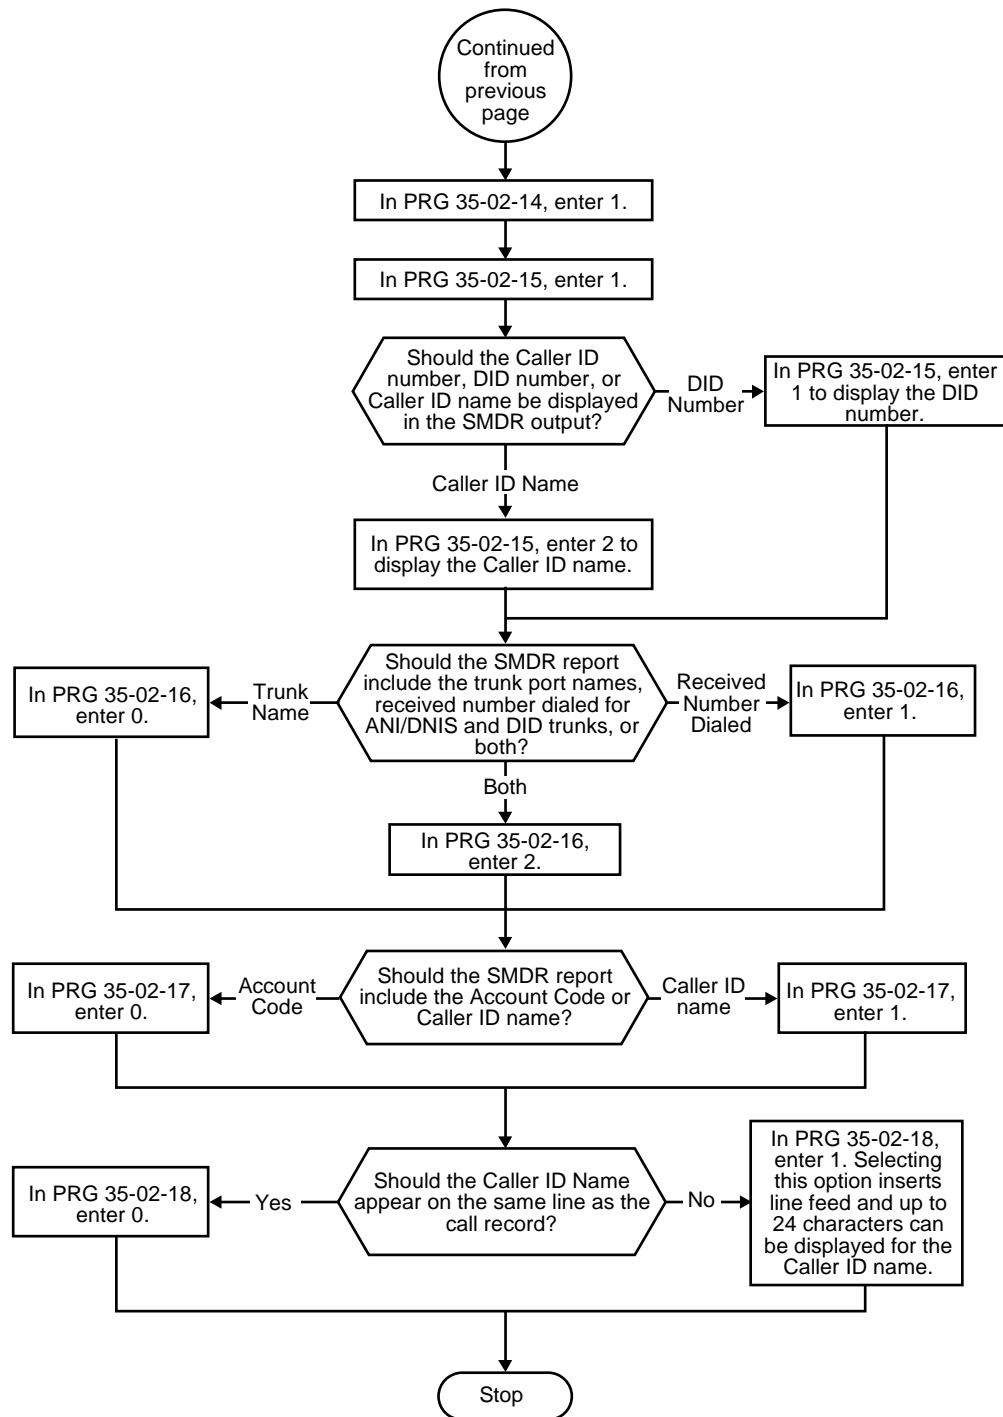 Continued
from
previous
page
In PRG 35-02-14, enter 1.
In PRG 35-02-15, enter 1.
Should the Caller ID
number, DID number, or
Caller ID name be displayed
in the SMDR output?
DID
Number
In PRG 35-02-15, enter
1 to display the DID
number.
Caller ID Name
In PRG 35-02-15, enter 2 to
display the Caller ID name.
Should the SMDR report
include the trunk port names,
received number dialed for
ANI/DNIS and DID trunks, or
both?
Trunk
Name
In PRG 35-02-16,
enter 0.
Received
Number
Dialed
In PRG 35-02-16,
enter 1.
Both
In PRG 35-02-16,
enter 2.
Should the SMDR report
include the Account Code or
Caller ID name?
Account
Code
In PRG 35-02-17,
enter 0.
Caller ID
name
In PRG 35-02-17,
enter 1.
Should the Caller ID Name
appear on the same line as the
call record?
Yes
In PRG 35-02-18,
enter 0.
No
In PRG 35-02-18,
enter 1. Selecting
this option inserts
line feed and up to
24 characters can
be displayed for the
Caller ID name.
Stop